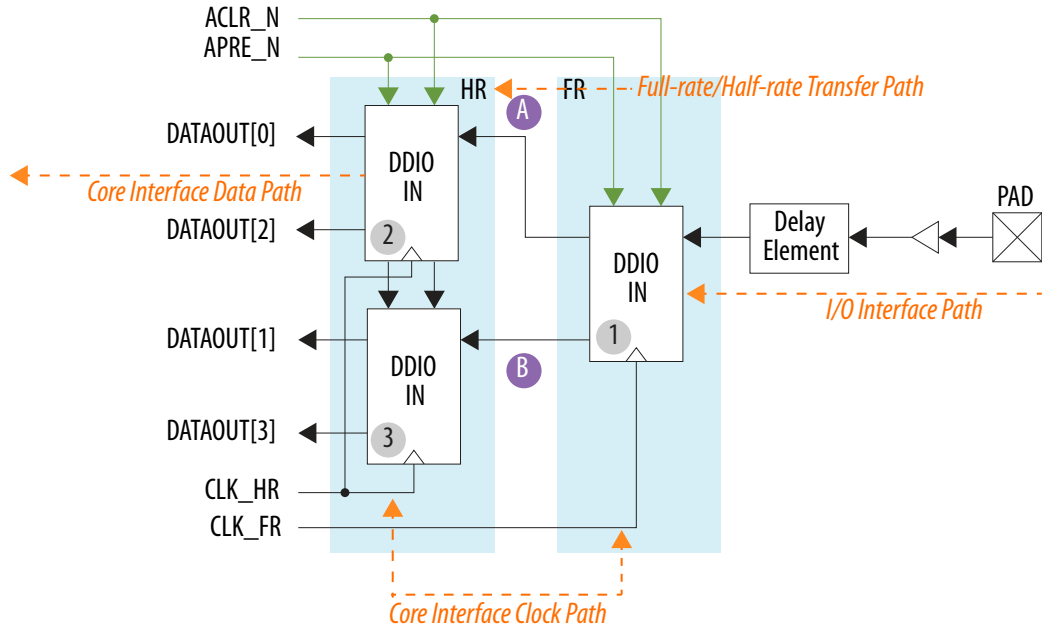 ACLR_N
APRE_N
HR
FR
Full-rate/Half-rate Transfer Path
A
DATAOUT[0]
DDIO
IN
Core Interface Data Path
DATAOUT[2]
2
Delay
Element
PAD
DDIO
IN
I/O Interface Path
1
DATAOUT[1]
DDIO
IN
B
DATAOUT[3]
3
CLK_HR
CLK_FR
Core Interface Clock Path